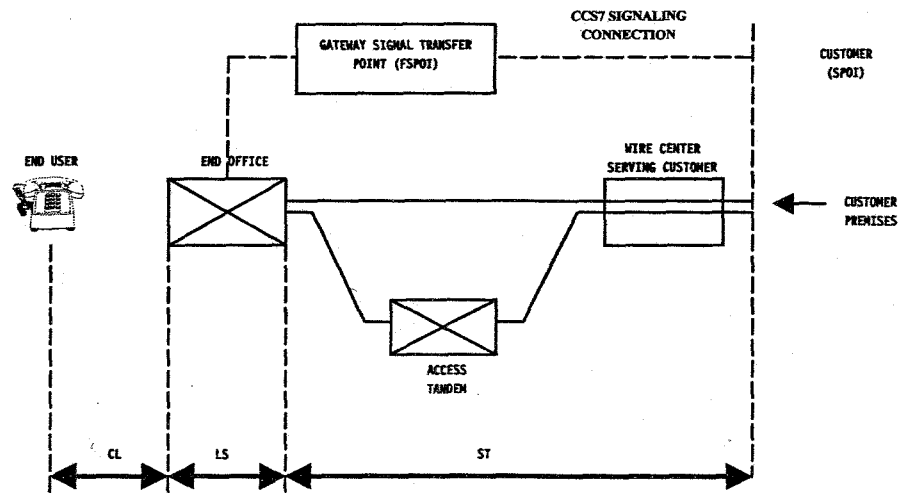 CCS7 SIGNALING
CONNECTION
GATEWAY SIGNAL TRANSFER
POINT (FSPOI)
CUSTOMER
(SPOI)
END USER
END OFFICE
WIRE CENTER
SERVING CUSTOMER
CUSTOMER
PREMISES
ACCESS
TANDEM
CL
LS
ST